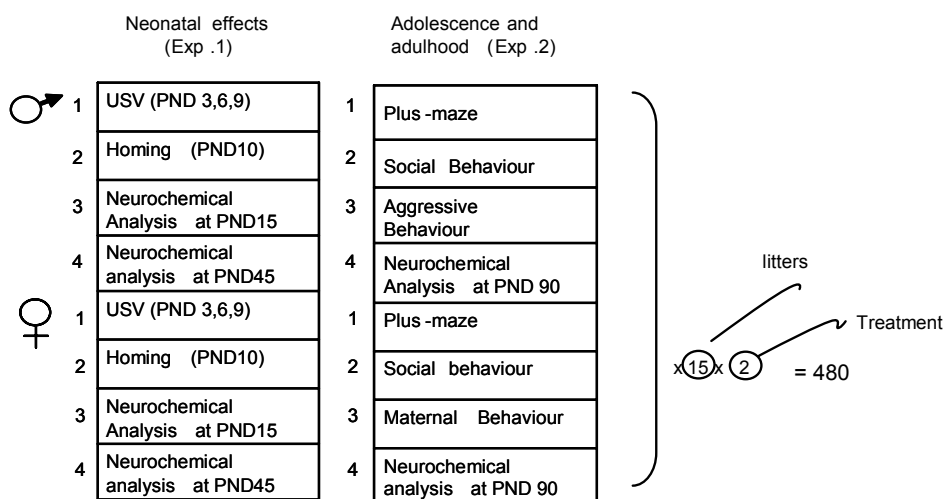 Neonatal effects
(Exp .1)
Adolescence and
adulhood (Exp .2)
1 USV (PND 3,6,9)
2 Homing (PND10)
3 Neurochemical
Analysis at PND15
4 Neurochemical
analysis at PND45
1 USV (PND 3,6,9)
2 Homing (PND10)
3 Neurochemical
Analysis at PND15
4 Neurochemical
analysis at PND45
1 Plus -maze
2 Social Behaviour
3 Aggressive
Behaviour
4 Neurochemical
Analysis at PND 90
1 Plus -maze
2 Social behaviour
3 Maternal Behaviour
4 Neurochemical
analysis at PND 90
litters
Treatment
x 15 x 2 = 480